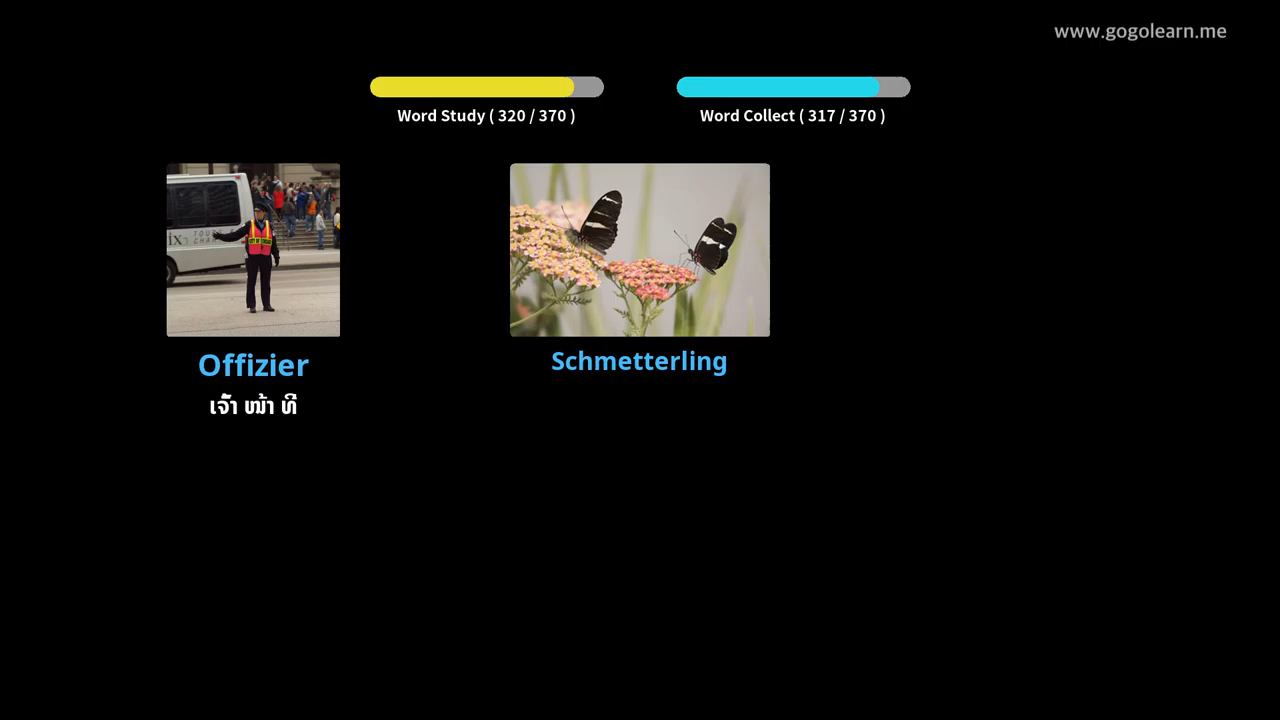 www.gogolearn.me
Word Study ( 320 / 370 )
Word Collect ( 317 / 370 )
Offizier
ເຈົ້າ ໜ້າ ທີ່
Schmetterling